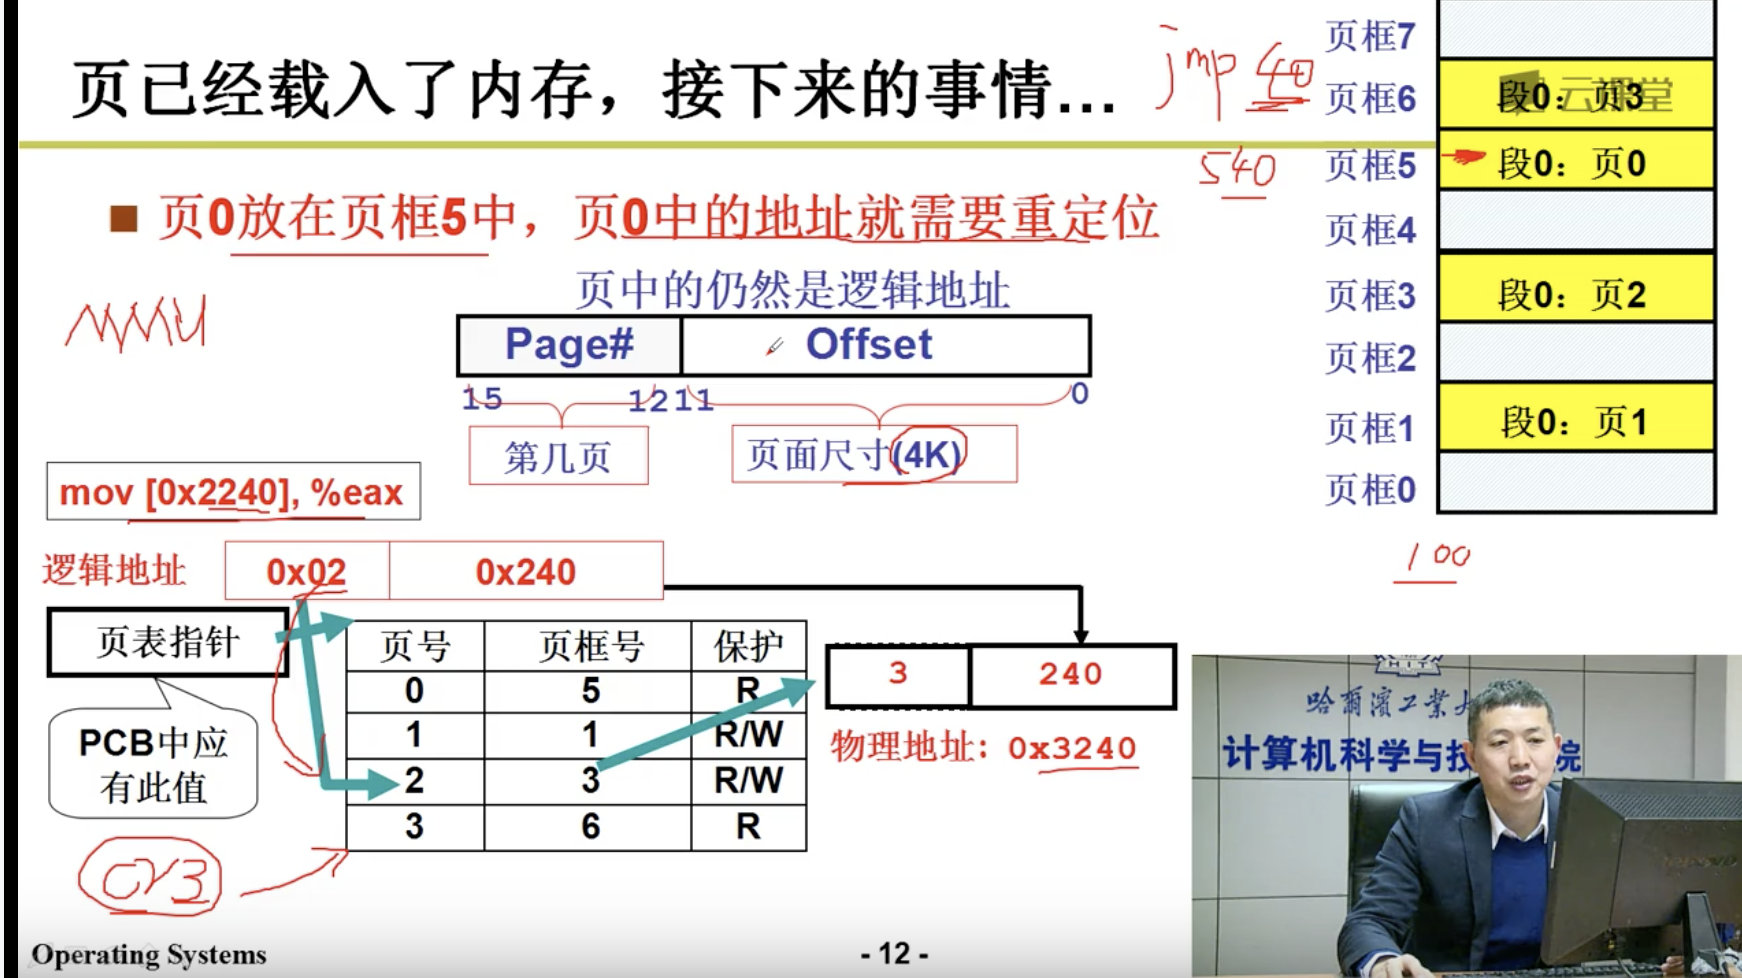 页已经载入了内存，接下来的事情...
jmp 40
540
页0放在页框5中，页0中的地址就需要重定位
页中的仍然是逻辑地址
MMU
Page# Offset
15 12 11 0
第几页 页面尺寸(4K)
mov [0x2240], %eax
逻辑地址 0x02 0x240
页表指针
PCB中应
有此值
cr3
页号 页框号 保护
0 5 R
1 1 R/W
2 3 R/W
3 6 R
3 240
物理地址：0x3240
页框7
页框6 段0：页3
云课堂
页框5 段0：页0
页框4
页框3 段0：页2
页框2
页框1 段0：页1
页框0
100
哈尔滨工业大
计算机科学与技 院
Operating Systems
- 12 -